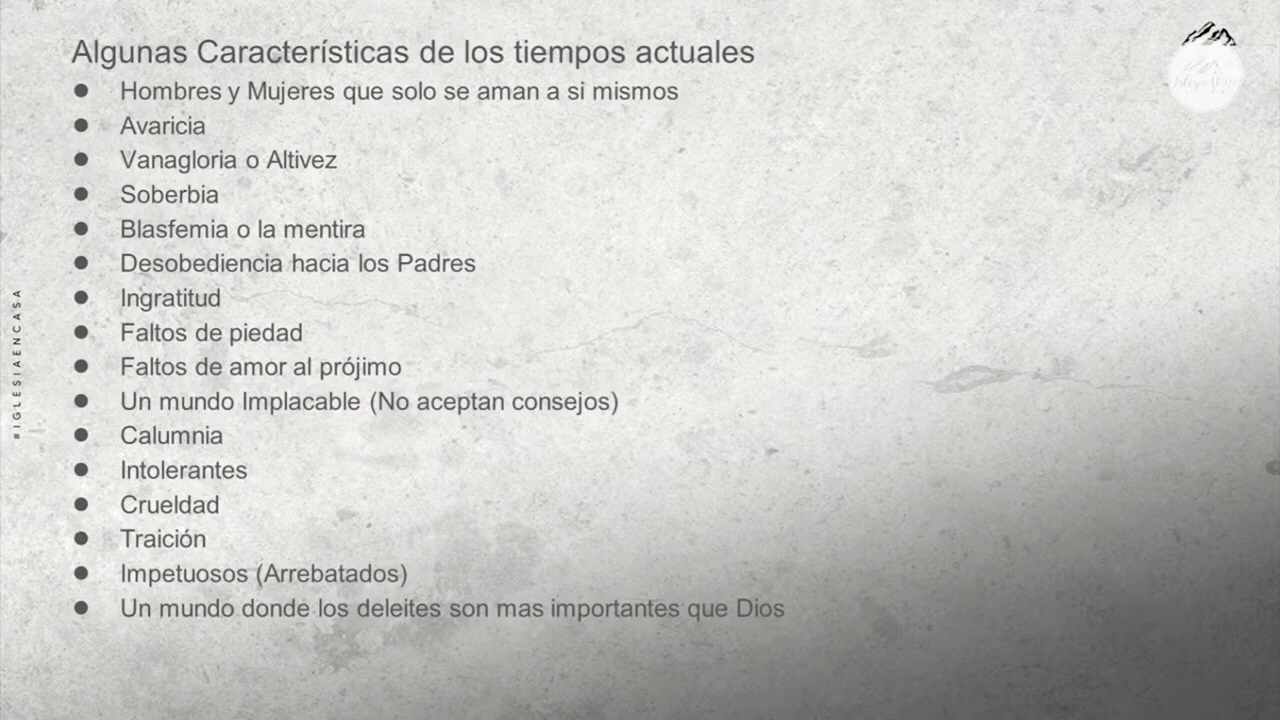 Algunas Características de los tiempos actuales
● Hombres y Mujeres que solo se aman a si mismos
● Avaricia
● Vanagloria o Altivez
● Soberbia
● Blasfemia o la mentira
● Desobediencia hacia los Padres
● Ingratitud
● Faltos de piedad
● Faltos de amor al prójimo
● Un mundo Implacable (No aceptan consejos)
● Calumnia
● Intolerantes
● Crueldad
● Traición
● Impetuosos (Arrebatados)
● Un mundo donde los deleites son mas importantes que Dios
#IGLESIAENCASA